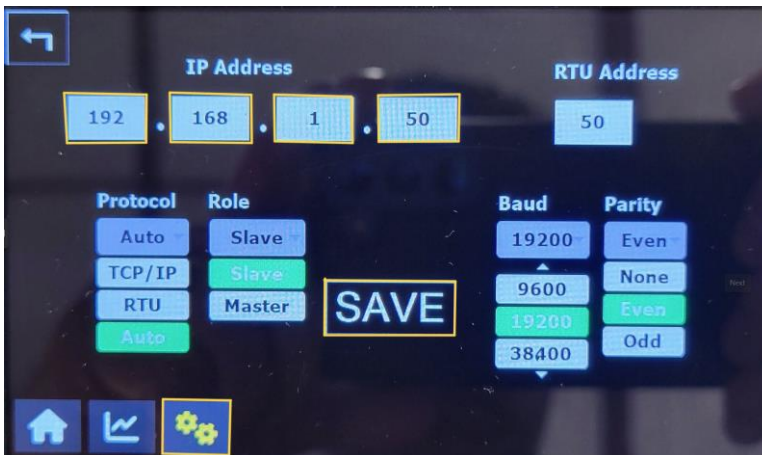 IP Address
RTU Address
192 . 168 . 1 . 50
50
Protocol Role
Baud Parity
Auto Slave
19200 Even
TCP/IP Slave
9600 None
RTU Master
19200 Even
Auto
38400 Odd
SAVE
Next